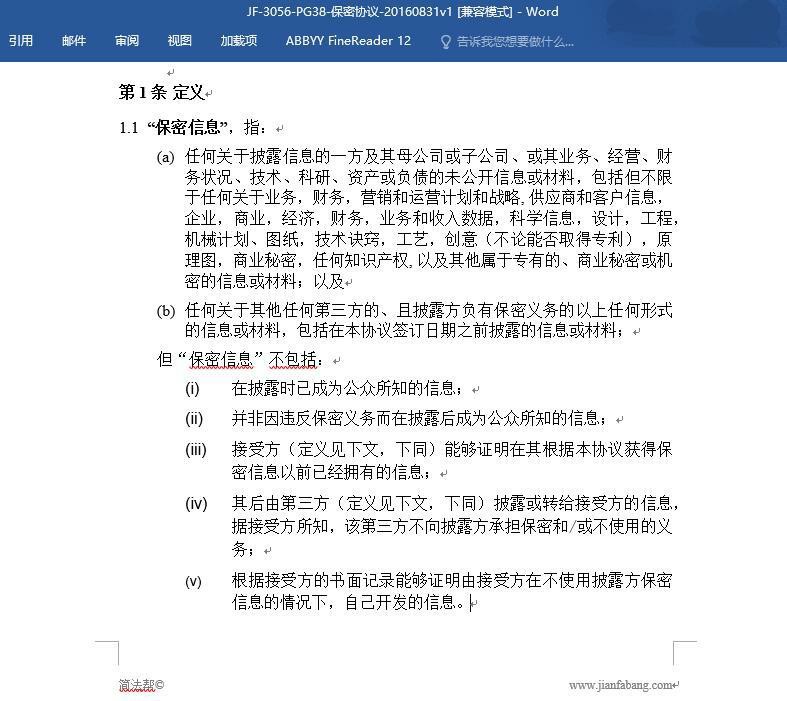 JF-3056-PG38-保密协议-20160831v1 [兼容模式] - Word
引用 邮件 审阅 视图 加载项 ABBYY FineReader 12 告诉我您想要做什么...
第 1 条 定义
1.1 “保密信息”，指：
(a) 任何关于披露信息的一方及其母公司或子公司、或其业务、经营、财
务状况、技术、科研、资产或负债的未公开信息或材料，包括但不限
于任何关于业务，财务，营销和运营计划和战略, 供应商和客户信息，
企业，商业，经济，财务，业务和收入数据，科学信息，设计，工程，
机械计划、图纸，技术诀窍，工艺，创意（不论能否取得专利），原
理图，商业秘密，任何知识产权, 以及其他属于专有的、商业秘密或机
密的信息或材料；以及
(b) 任何关于其他任何第三方的、且披露方负有保密义务的以上任何形式
的信息或材料，包括在本协议签订日期之前披露的信息或材料；
但“保密信息”不包括：
(i) 在披露时已成为公众所知的信息；
(ii) 并非因违反保密义务而在披露后成为公众所知的信息；
(iii) 接受方（定义见下文，下同）能够证明在其根据本协议获得保
密信息以前已经拥有的信息；
(iv) 其后由第三方（定义见下文，下同）披露或转给接受方的信息，
据接受方所知，该第三方不向披露方承担保密和/或不使用的义
务；
(v) 根据接受方的书面记录能够证明由接受方在不使用披露方保密
信息的情况下，自己开发的信息。
简法帮© www.jianfabang.com